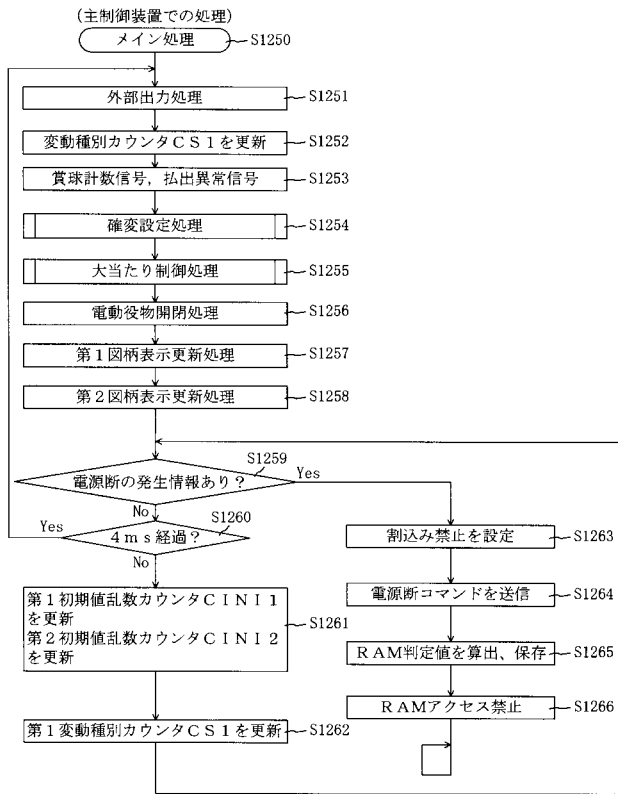 (主制御装置での処理)
メイン処理 S1250
外部出力処理 S1251
変動種別カウンタCS1を更新 S1252
賞球計数信号,払出異常信号 S1253
確変設定処理 S1254
大当たり制御処理 S1255
電動役物開閉処理 S1256
第1図柄表示更新処理 S1257
第2図柄表示更新処理 S1258
電源断の発生情報あり? S1259
Yes
No
4ms経過? S1260
Yes
No
第1初期値乱数カウンタCINI1
を更新
第2初期値乱数カウンタCINI2
を更新
S1261
第1変動種別カウンタCS1を更新 S1262
割込み禁止を設定 S1263
電源断コマンドを送信 S1264
RAM判定値を算出、保存 S1265
RAMアクセス禁止 S1266